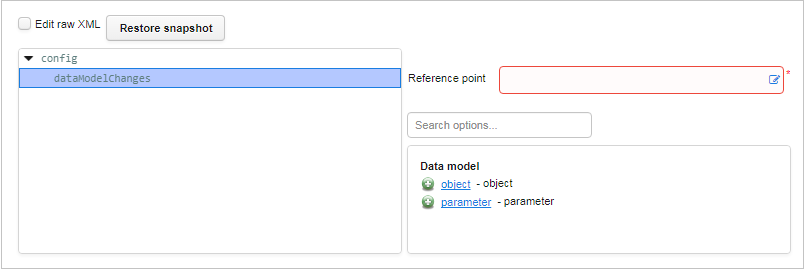 Edit raw XML
Restore snapshot
config
dataModelChanges
Reference point
*
Search options...
Data model
object - object
parameter - parameter